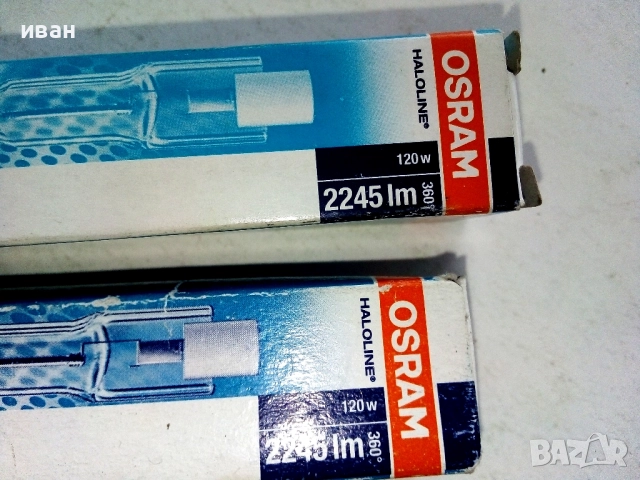 иван
OSRAM
HALOLINE®
120 w
2245 lm 360°
OSRAM
HALOLINE®
120 w
2245 lm 360°
BAZAR